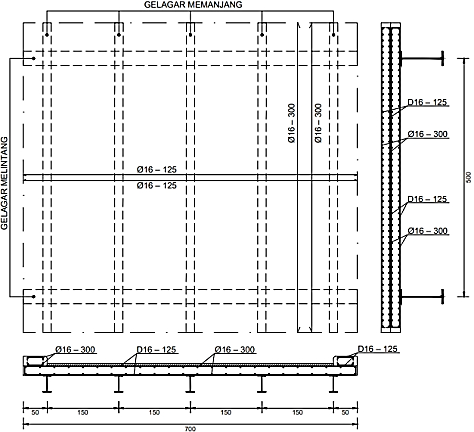 GELAGAR MEMANJANG
GELAGAR MELINTANG
Ø16 – 300
Ø16 – 300
Ø16 – 125
Ø16 – 125
D16 – 125
Ø16 – 300
D16 – 125
Ø16 – 300
500
Ø16 – 300
D16 – 125
Ø16 – 300
D16 – 125
50
150
150
150
150
50
700